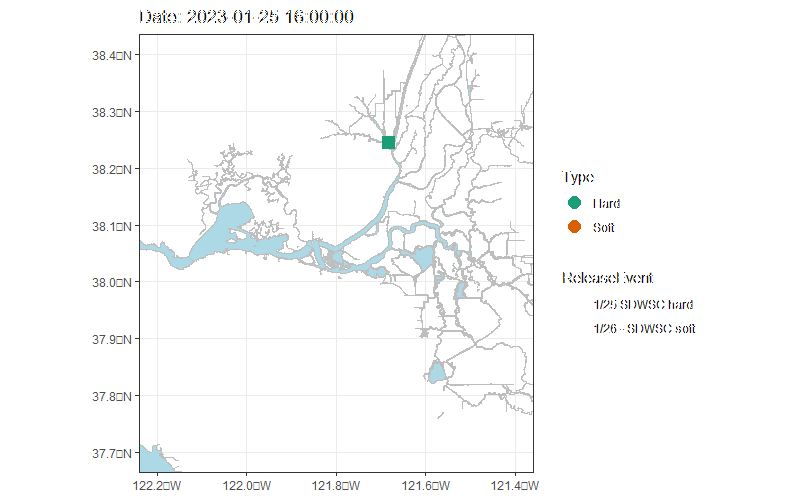 Date: 2023-01-25 16:00:00
38.4▯N
38.3▯N
38.2▯N
38.1▯N
38.0▯N
37.9▯N
37.8▯N
37.7▯N
122.2▯W
122.0▯W
121.8▯W
121.6▯W
121.4▯W
Type
Hard
Soft
ReleaseEvent
1/25 SDWSC hard
1/26 - SDWSC soft